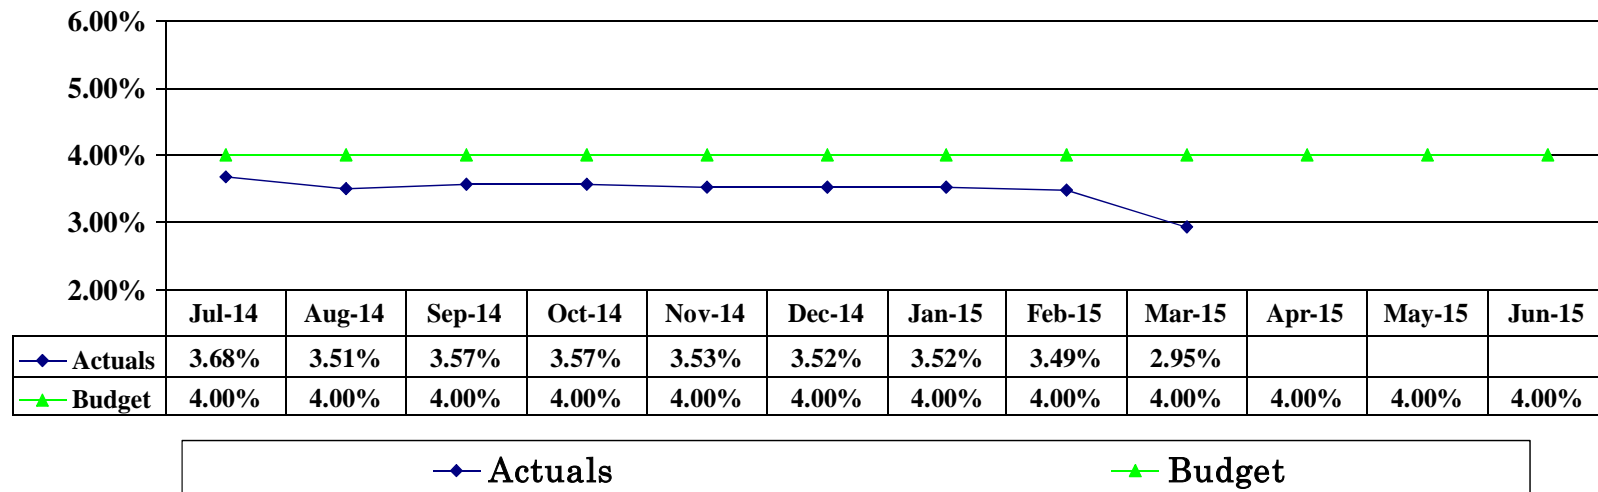 6.00%
5.00%
4.00%
3.00%
2.00%
Jul-14 Aug-14 Sep-14 Oct-14 Nov-14 Dec-14 Jan-15 Feb-15 Mar-15 Apr-15 May-15 Jun-15
Actuals 3.68% 3.51% 3.57% 3.57% 3.53% 3.52% 3.52% 3.49% 2.95%
Budget 4.00% 4.00% 4.00% 4.00% 4.00% 4.00% 4.00% 4.00% 4.00% 4.00% 4.00% 4.00%
Actuals Budget